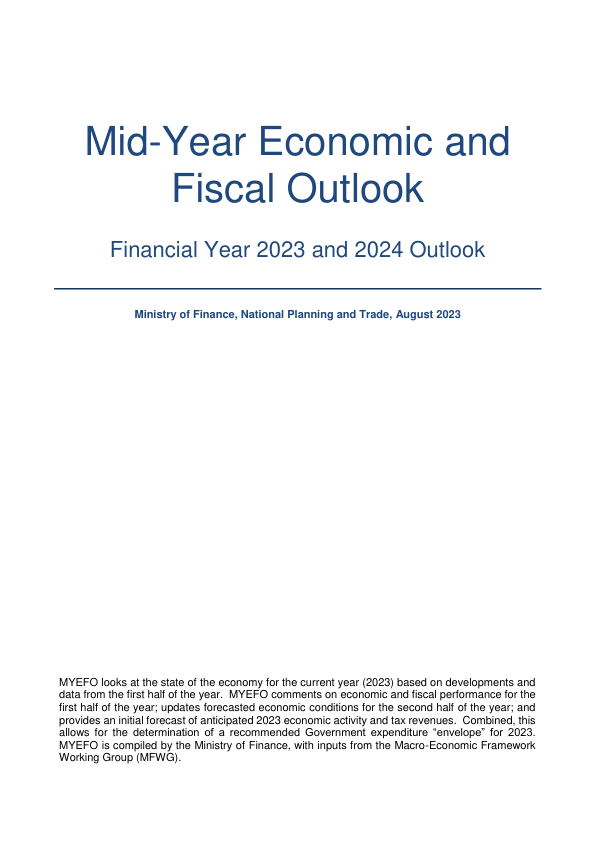 Mid-Year Economic and
Fiscal Outlook
Financial Year 2023 and 2024 Outlook
Ministry of Finance, National Planning and Trade, August 2023
MYEFO looks at the state of the economy for the current year (2023) based on developments and
data from the first half of the year.  MYEFO comments on economic and fiscal performance for the
first half of the year; updates forecasted economic conditions for the second half of the year; and
provides an initial forecast of anticipated 2023 economic activity and tax revenues.  Combined, this
allows for the determination of a recommended Government expenditure “envelope” for 2023.
MYEFO is compiled by the Ministry of Finance, with inputs from the Macro-Economic Framework
Working Group (MFWG).